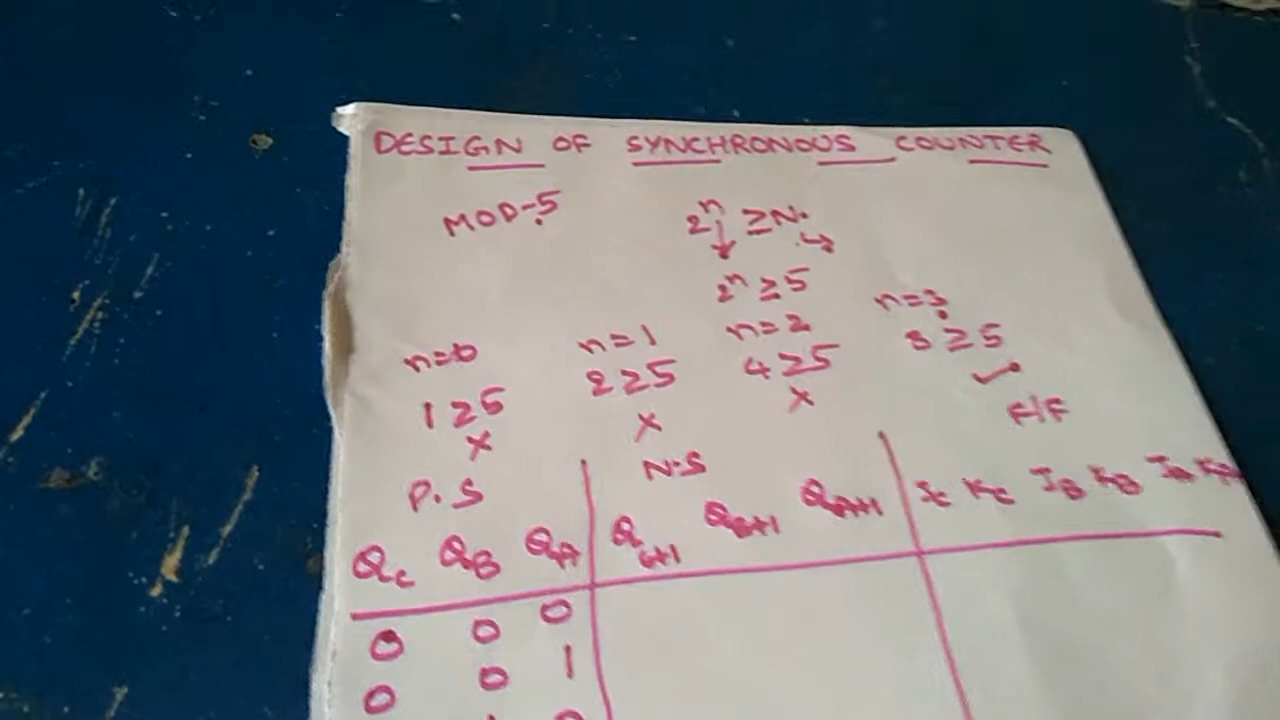 DESIGN OF SYNCHRONOUS COUNTER
MOD-5
2ⁿ ≥ N.
2ⁿ ≥ 5
n=0 n=1 n=2 n=3
1≥5 2≥5 4≥5 8≥5
x x x ✓
F/F
P.S N.S
Qc QB QA Qc+1 QB+1 QA+1 Jc Kc JB KB JA KA
0 0 0
0 0 1